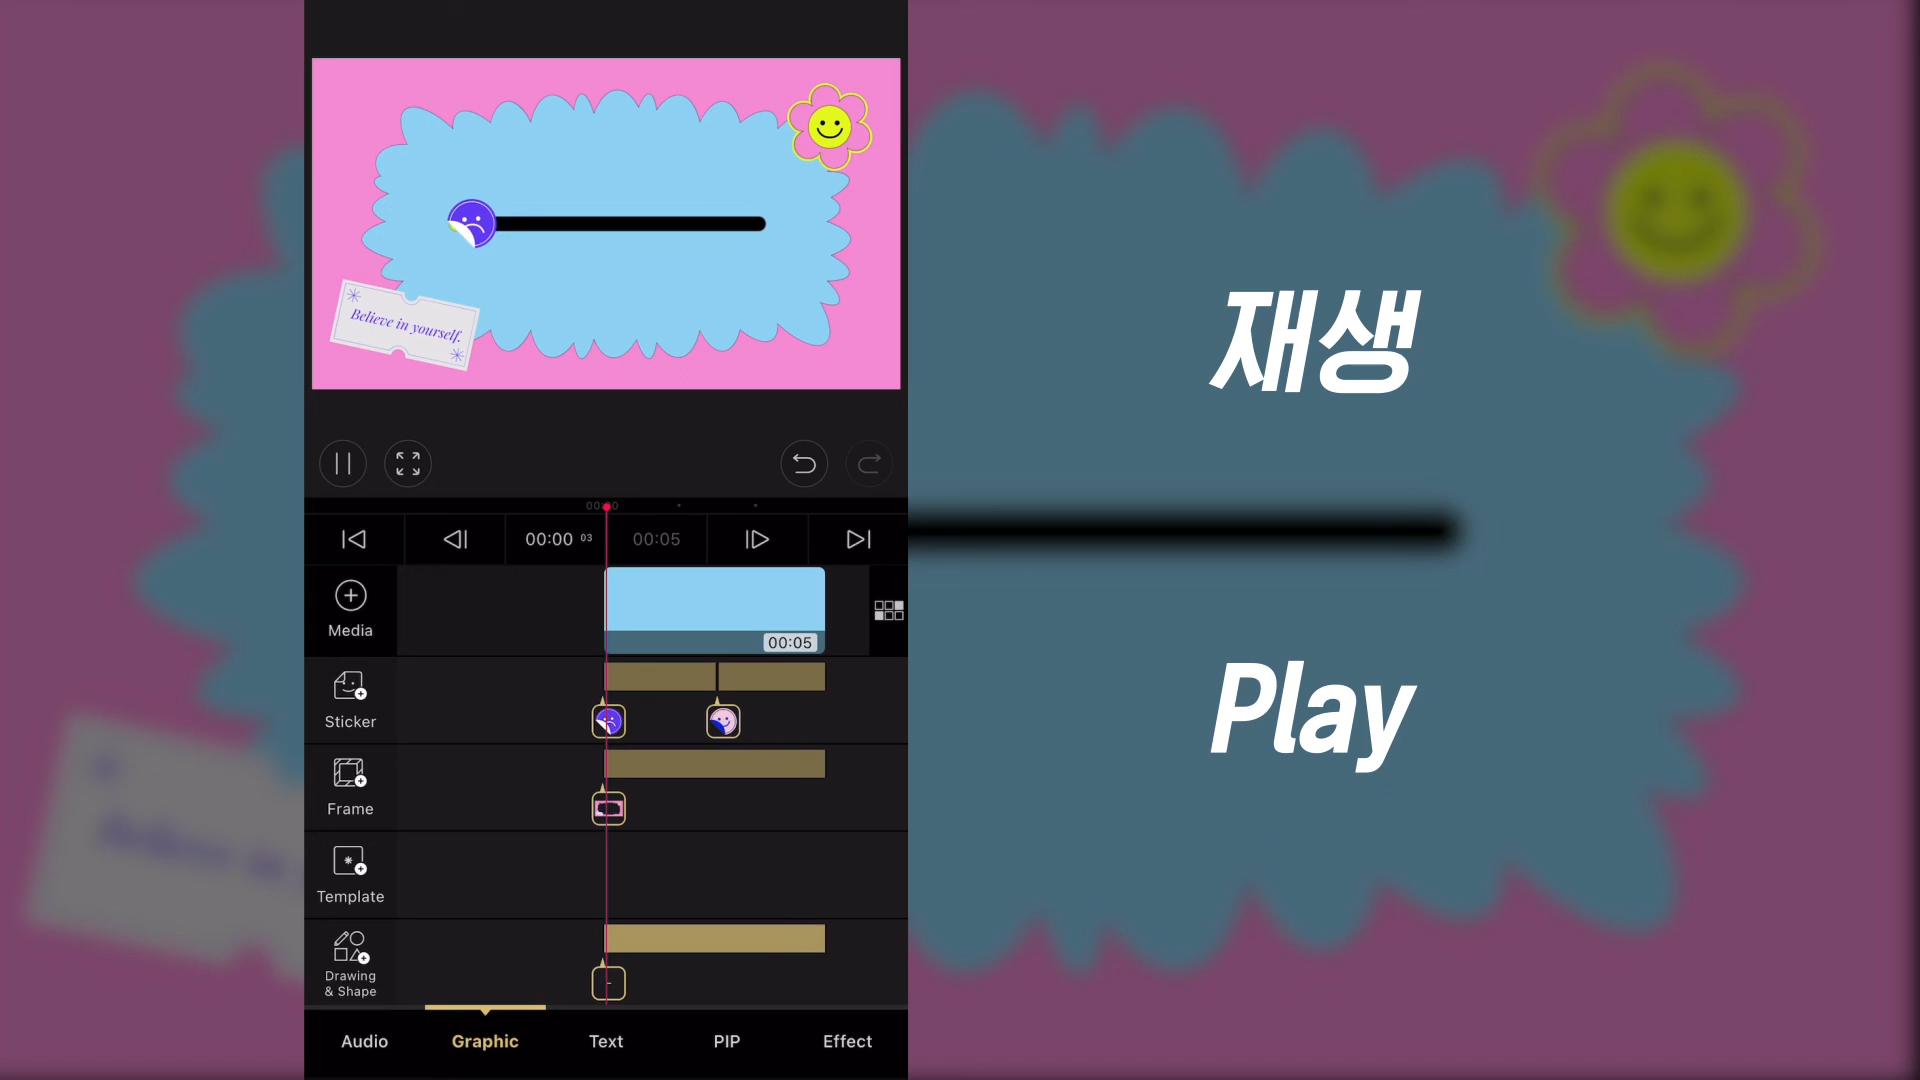 Believe in yourself.
00:00 03
00:05
Media
00:05
Sticker
Frame
Template
Drawing
& Shape
Audio
Graphic
Text
PIP
Effect
재생
Play